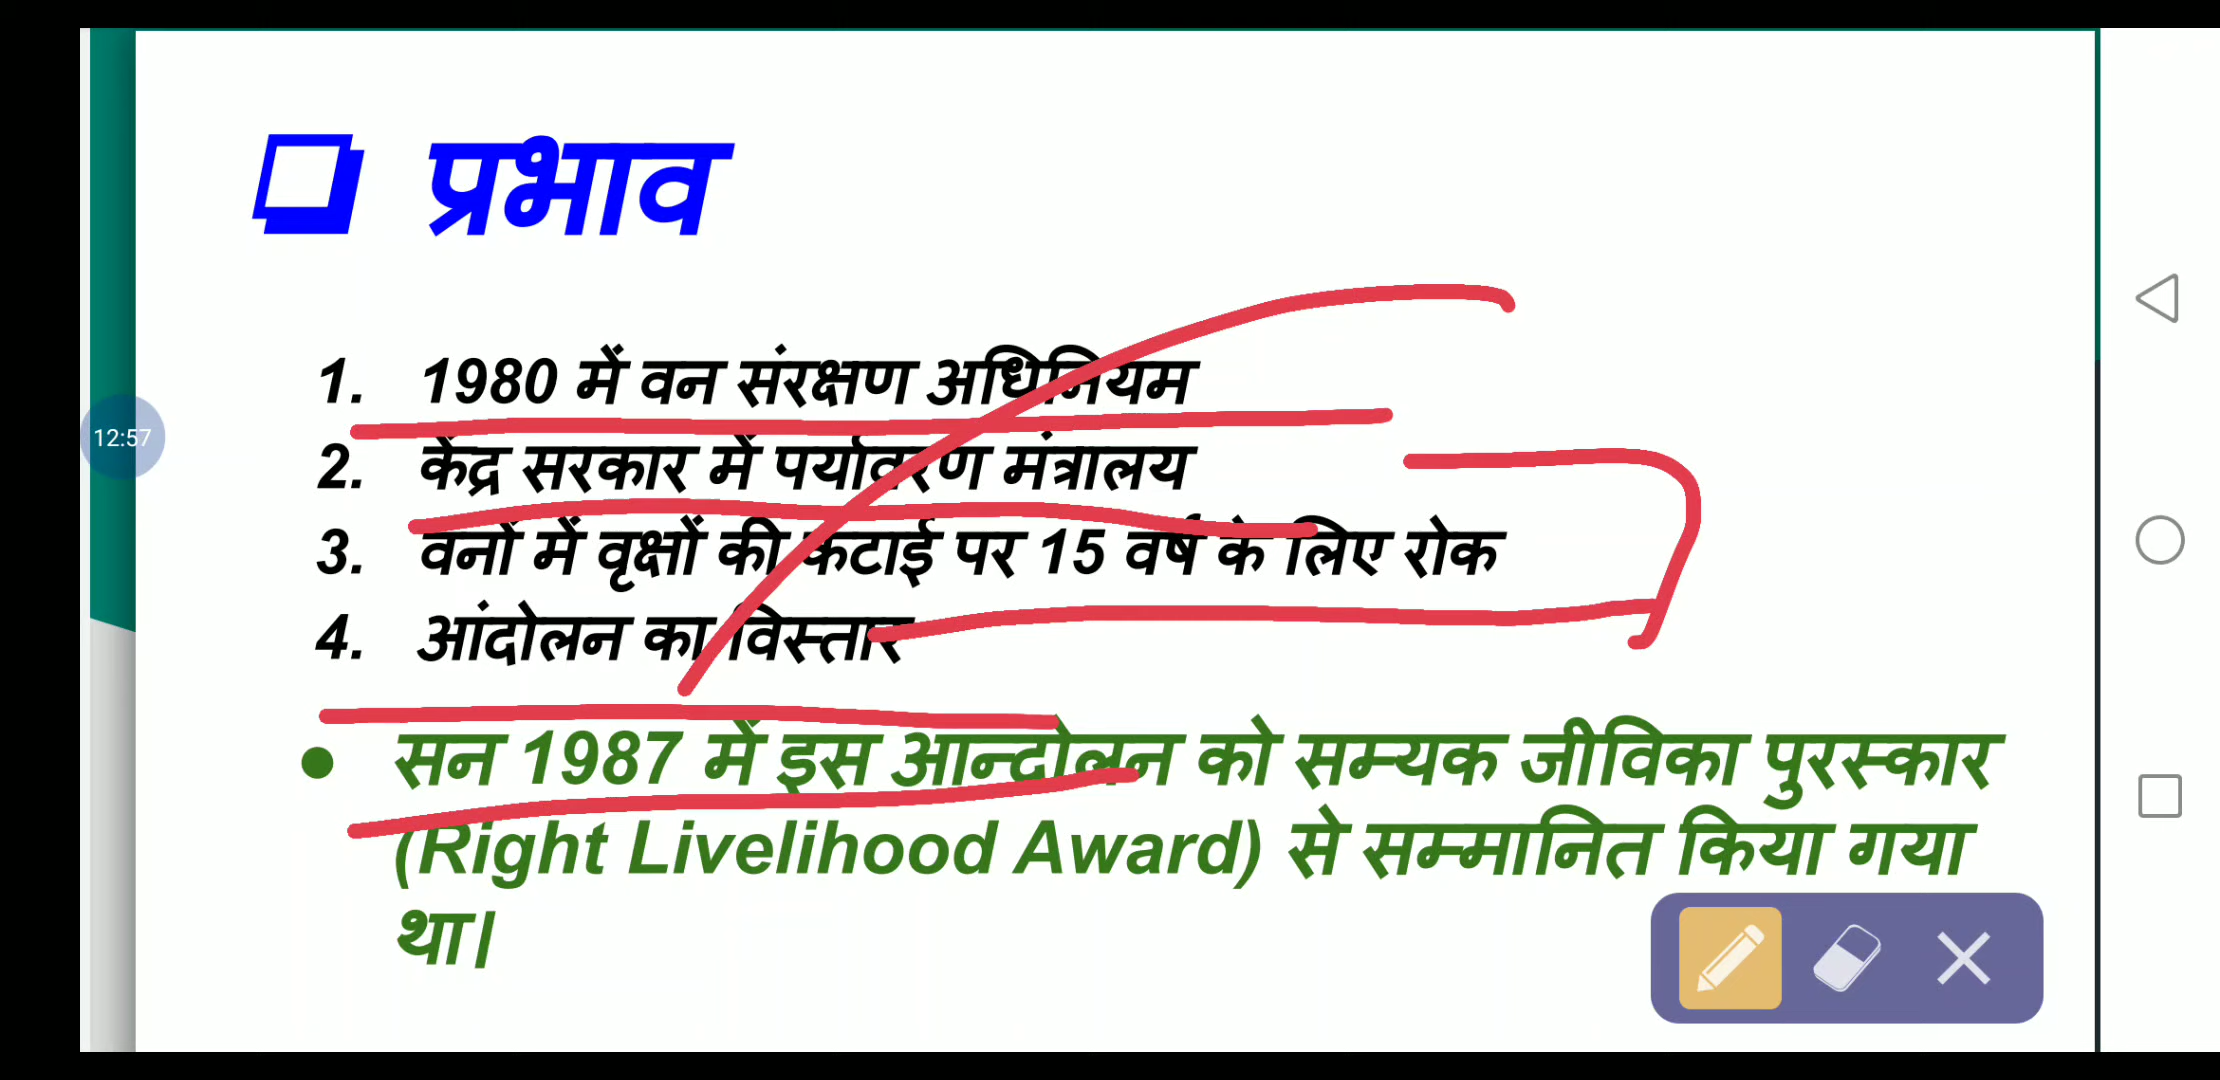 प्रभाव
1. 1980 में वन संरक्षण अधिनियम
2. केंद्र सरकार में पर्यावरण मंत्रालय
3. वनों में वृक्षों की कटाई पर 15 वर्ष के लिए रोक
4. आंदोलन का विस्तार
12:57
• सन 1987 में इस आन्दोलन को सम्यक जीविका पुरस्कार
(Right Livelihood Award) से सम्मानित किया गया
था।